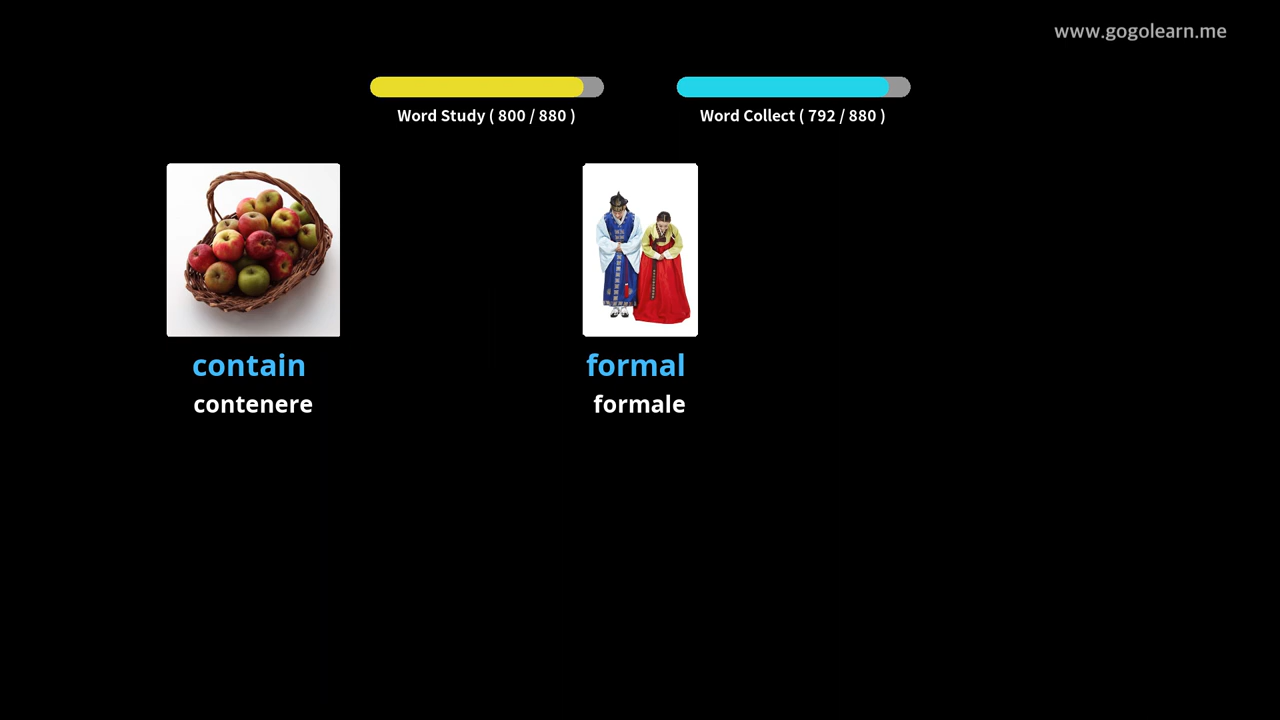 www.gogolearn.me
Word Study ( 800 / 880 )
Word Collect ( 792 / 880 )
contain
contenere
formal
formale